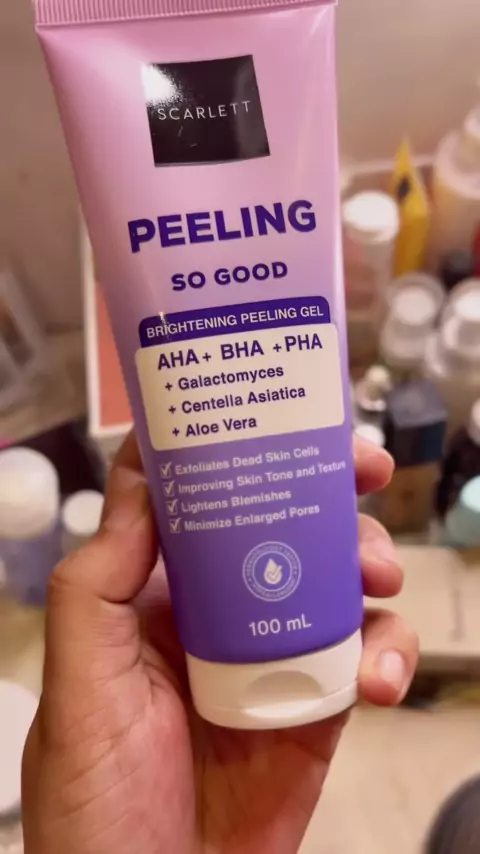 SCARLETT
PEELING
SO GOOD
BRIGHTENING PEELING GEL
AHA + BHA + PHA
+ Galactomyces
+ Centella Asiatica
+ Aloe Vera
Exfoliates Dead Skin Cells
Improving Skin Tone and Texture
Lightens Blemishes
Minimize Enlarged Pores
100 mL